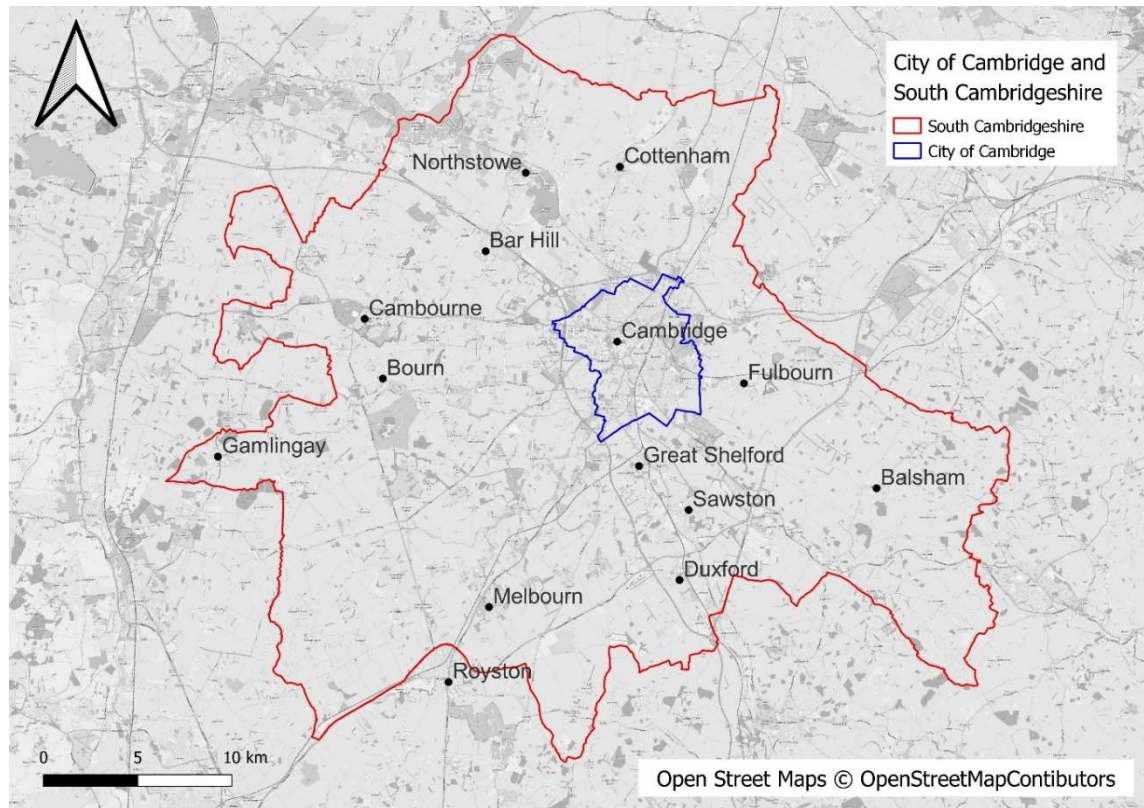 City of Cambridge and
South Cambridgeshire
South Cambridgeshire
City of Cambridge
Northstowe
Cottenham
Bar Hill
Cambourne
Cambridge
Bourn
Fulbourn
Gamlingay
Great Shelford
Balsham
Sawston
Duxford
Melbourn
Royston
0 5 10 km
Open Street Maps © OpenStreetMapContibutors